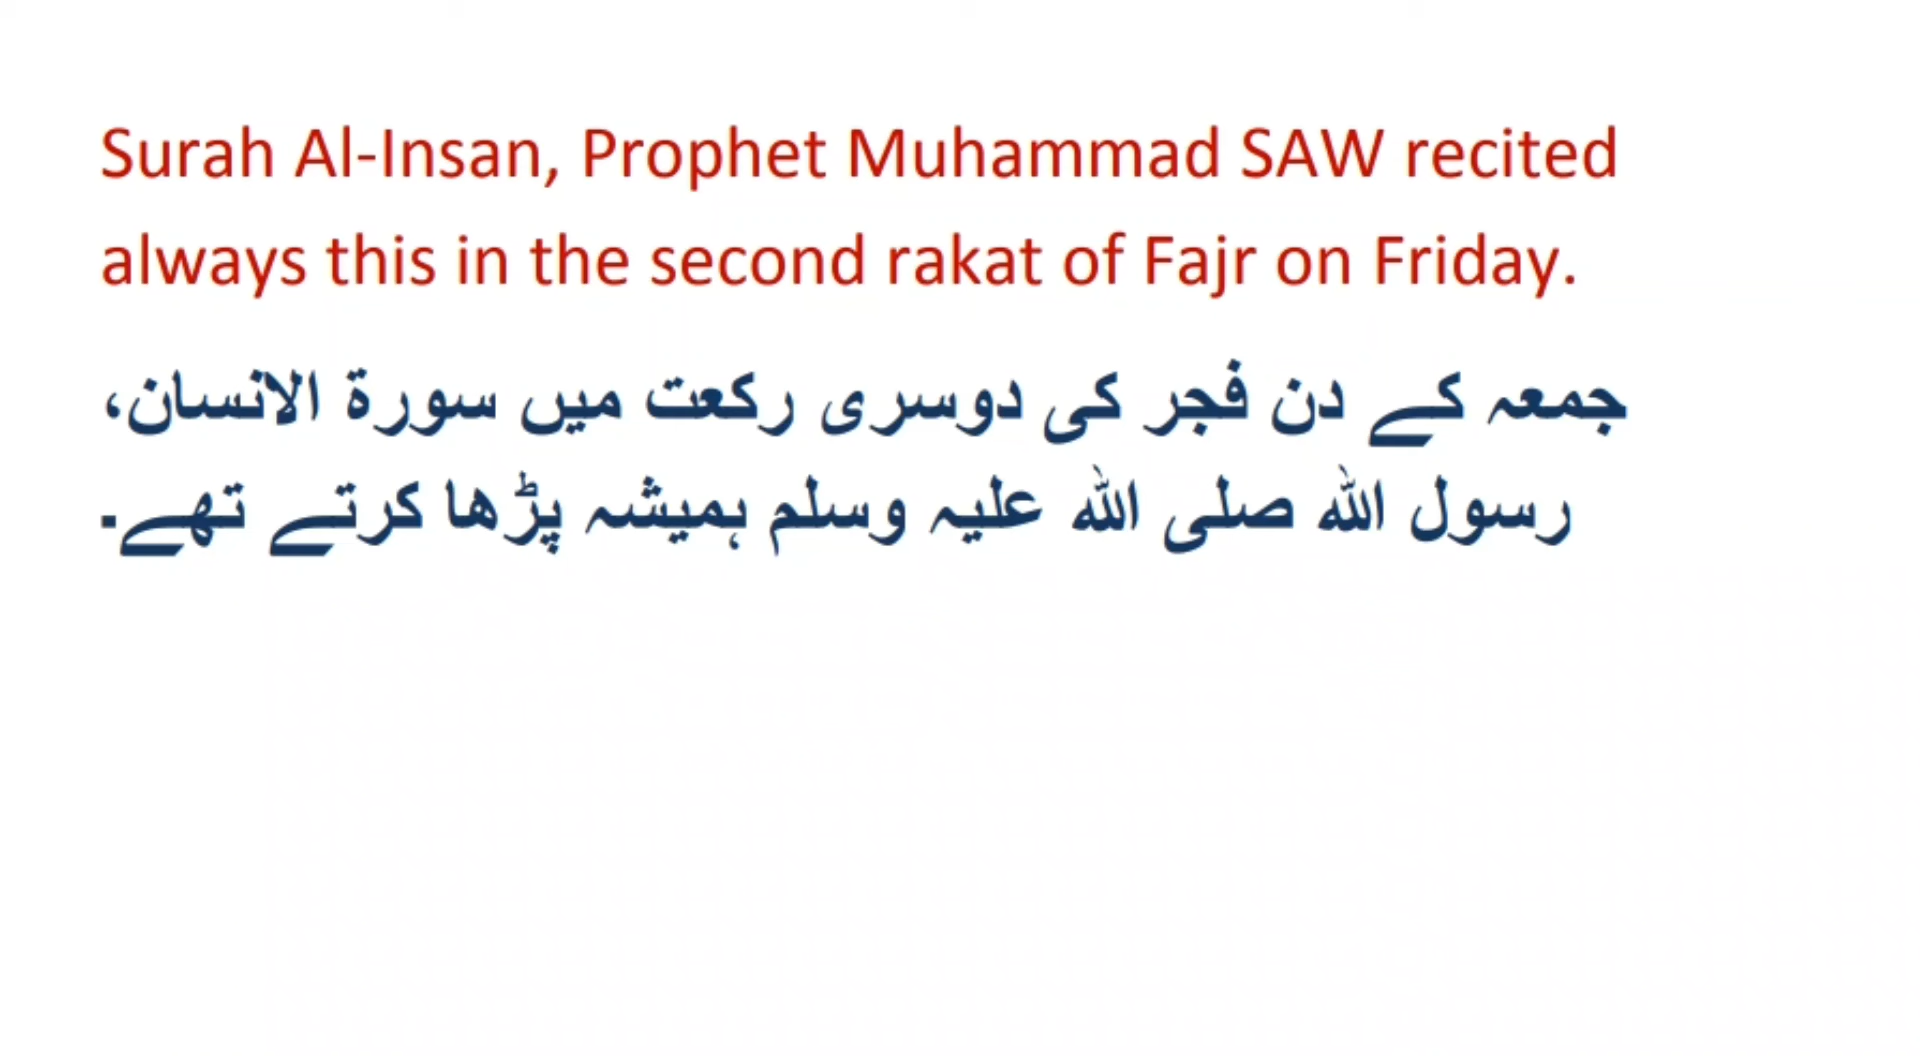 Surah Al-Insan, Prophet Muhammad SAW recited
always this in the second rakat of Fajr on Friday.
جمعہ کے دن فجر کی دوسری رکعت میں سورة الانسان،
رسول اللہ صلی اللہ علیہ وسلم ہمیشہ پڑھا کرتے تھے۔